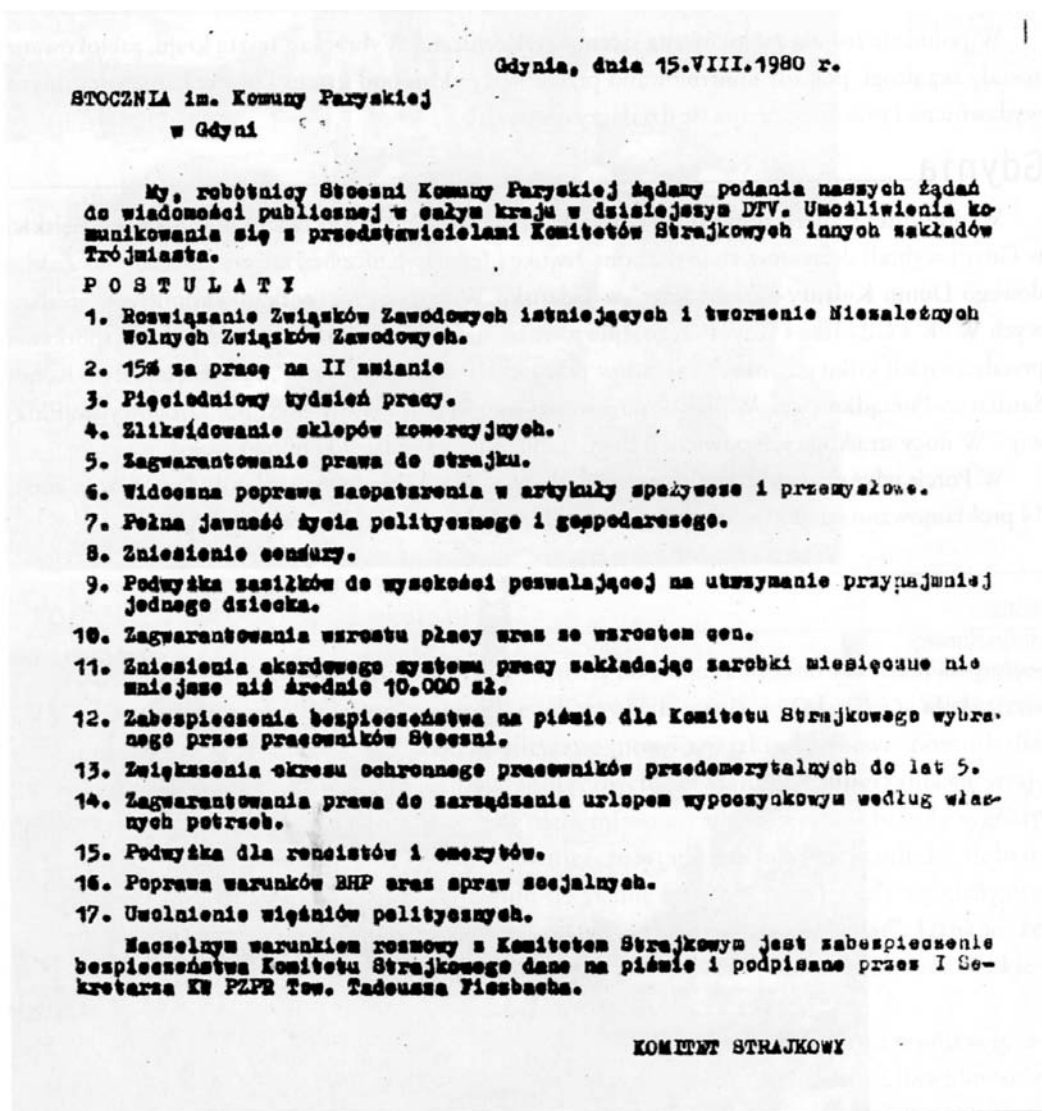 Gdynia, dnia 15.VIII.1980 r.
STOCZNIA im. Komuny Paryskiej
w Gdyni
My, robotnicy Stoczni Komuny Paryskiej żądamy podania naszych żądań
do wiadomości publicznej w całym kraju w dzisiejszym DTV. Umożliwienia ko-
munikowania się z przedstawicielami Komitetów Strajkowych innych zakładów
Trójmiasta.
P O S T U L A T Y
1. Rozwiązanie Związków Zawodowych istniejących i tworzenie Niezależnych
Wolnych Związków Zawodowych.
2. 15% za pracę na II zmianie
3. Pięciodniowy tydzień pracy.
4. Zlikwidowanie sklepów komercyjnych.
5. Zagwarantowanie prawa do strajku.
6. Widoczna poprawa zaopatrzenia w artykuły spożywcze i przemysłowe.
7. Pełna jawność życia politycznego i gospodarczego.
8. Zniesienie cenzury.
9. Podwyżka zasiłków do wysokości pozwalającej na utrzymanie przynajmniej
jednego dziecka.
10. Zagwarantowania wzrostu płacy wraz ze wzrostem cen.
11. Zniesienia akordowego systemu pracy zakładając zarobki miesięczne nie
mniejsze niż średnio 10.000 zł.
12. Zabezpieczenia bezpieczeństwa na piśmie dla Komitetu Strajkowego wybra-
nego przez pracowników Stoczni.
13. Zwiększenia okresu ochronnego pracowników przedemerytalnych do lat 5.
14. Zagwarantowania prawa do zarządzania urlopem wypoczynkowym według włas-
nych potrzeb.
15. Podwyżka dla rencistów i emerytów.
16. Poprawa warunków BHP oraz spraw socjalnych.
17. Uwolnienie więźniów politycznych.
Naczelnym warunkiem rozmowy z Komitetem Strajkowym jest zabezpieczenie
bezpieczeństwa Komitetu Strajkowego dane na piśmie i podpisane przez I Se-
kretarza KW PZPR Tow. Tadeusza Fiszbacha.
KOMITET STRAJKOWY